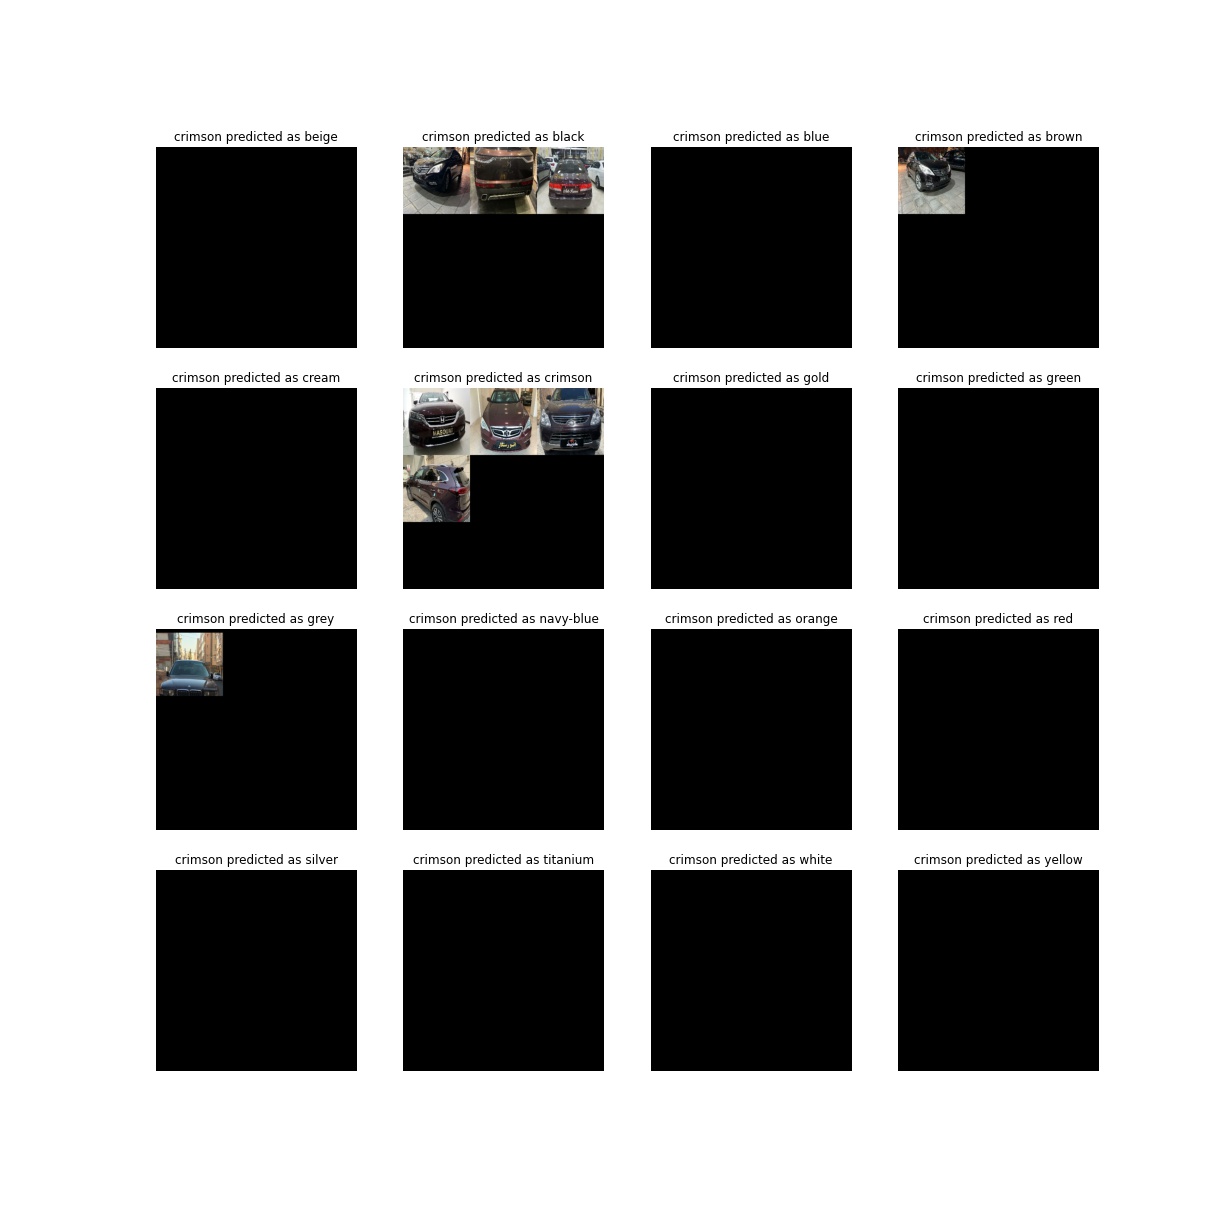 crimson predicted as beige
crimson predicted as black
crimson predicted as blue
crimson predicted as brown
crimson predicted as cream
crimson predicted as crimson
crimson predicted as gold
crimson predicted as green
crimson predicted as grey
crimson predicted as navy-blue
crimson predicted as orange
crimson predicted as red
crimson predicted as silver
crimson predicted as titanium
crimson predicted as white
crimson predicted as yellow